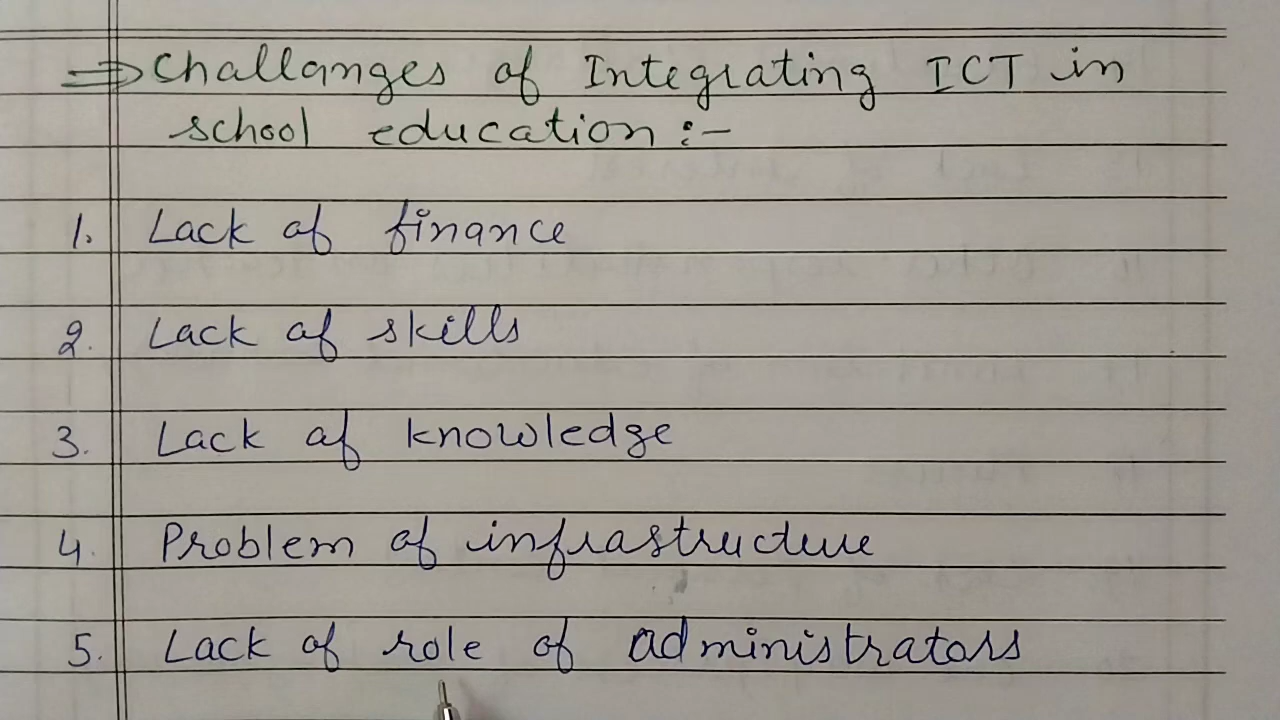 ⇒ Challanges of Integrating ICT in
school education :-
1. Lack of finance
2. Lack of skills
3. Lack of knowledge
4. Problem of infrastructure
5. Lack of role of administrators